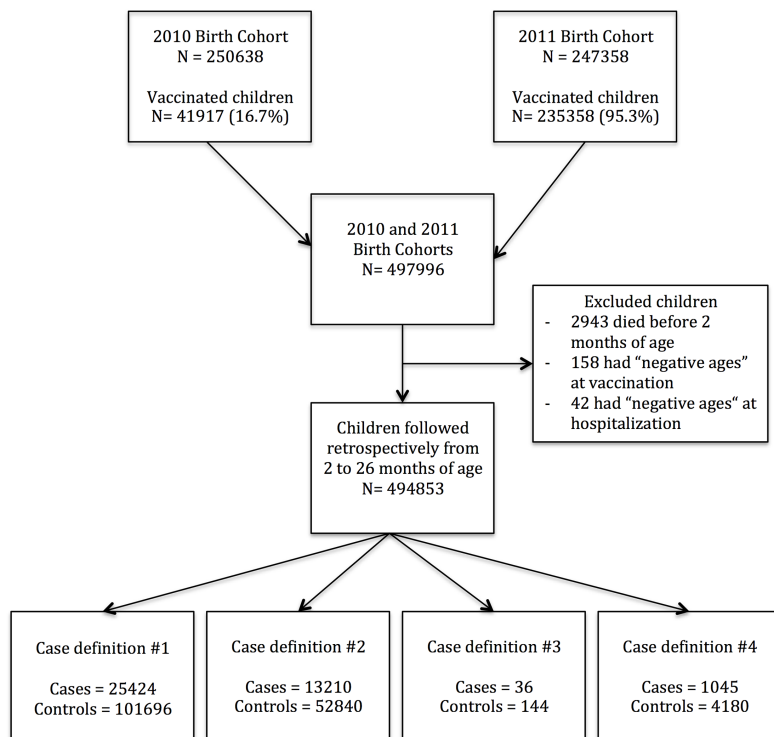 2010 Birth Cohort
N = 250638
Vaccinated children
N= 41917 (16.7%)
2011 Birth Cohort
N = 247358
Vaccinated children
N= 235358 (95.3%)
2010 and 2011
Birth Cohorts
N= 497996
Excluded children
- 2943 died before 2
months of age
- 158 had “negative ages”
at vaccination
- 42 had “negative ages“ at
hospitalization
Children followed
retrospectively from
2 to 26 months of age
N= 494853
Case definition #1
Cases = 25424
Controls = 101696
Case definition #2
Cases = 13210
Controls = 52840
Case definition #3
Cases = 36
Controls = 144
Case definition #4
Cases = 1045
Controls = 4180